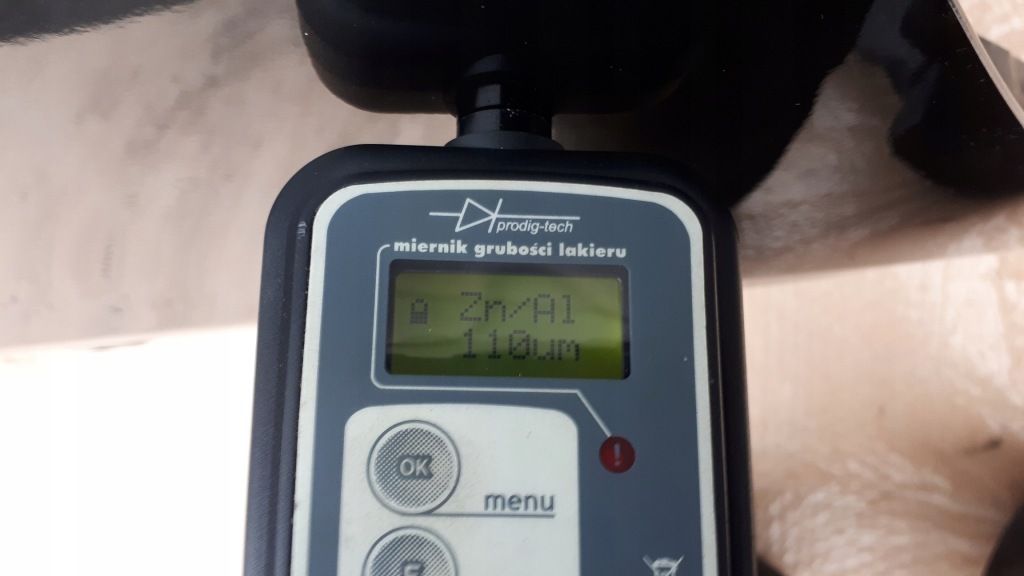 prodig-tech
miernik grubości lakieru
Zn/Al
110um
!
OK
menu